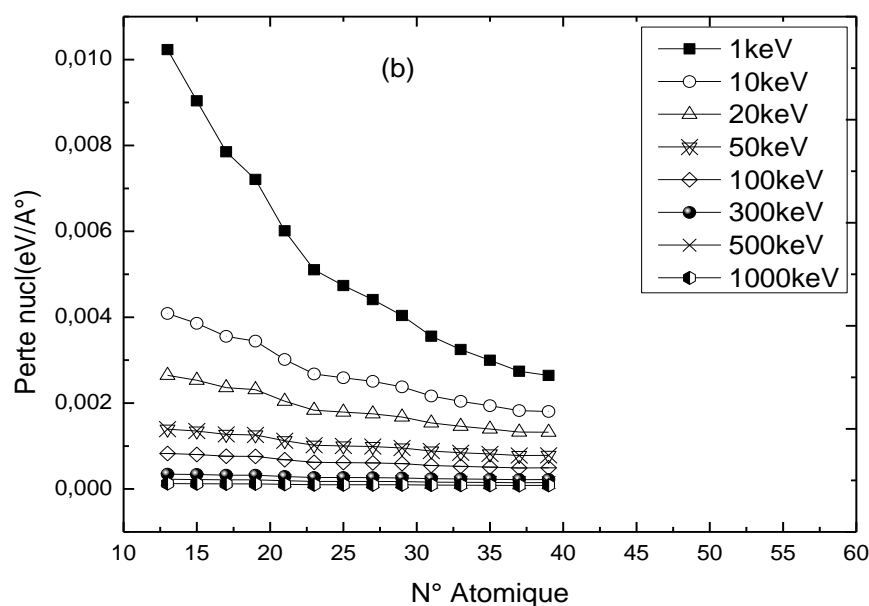 (b)
1keV
10keV
20keV
50keV
100keV
300keV
500keV
1000keV
Perte nucl(eV/A°)
0,010
0,008
0,006
0,004
0,002
0,000
10 15 20 25 30 35 40 45 50 55 60
N° Atomique